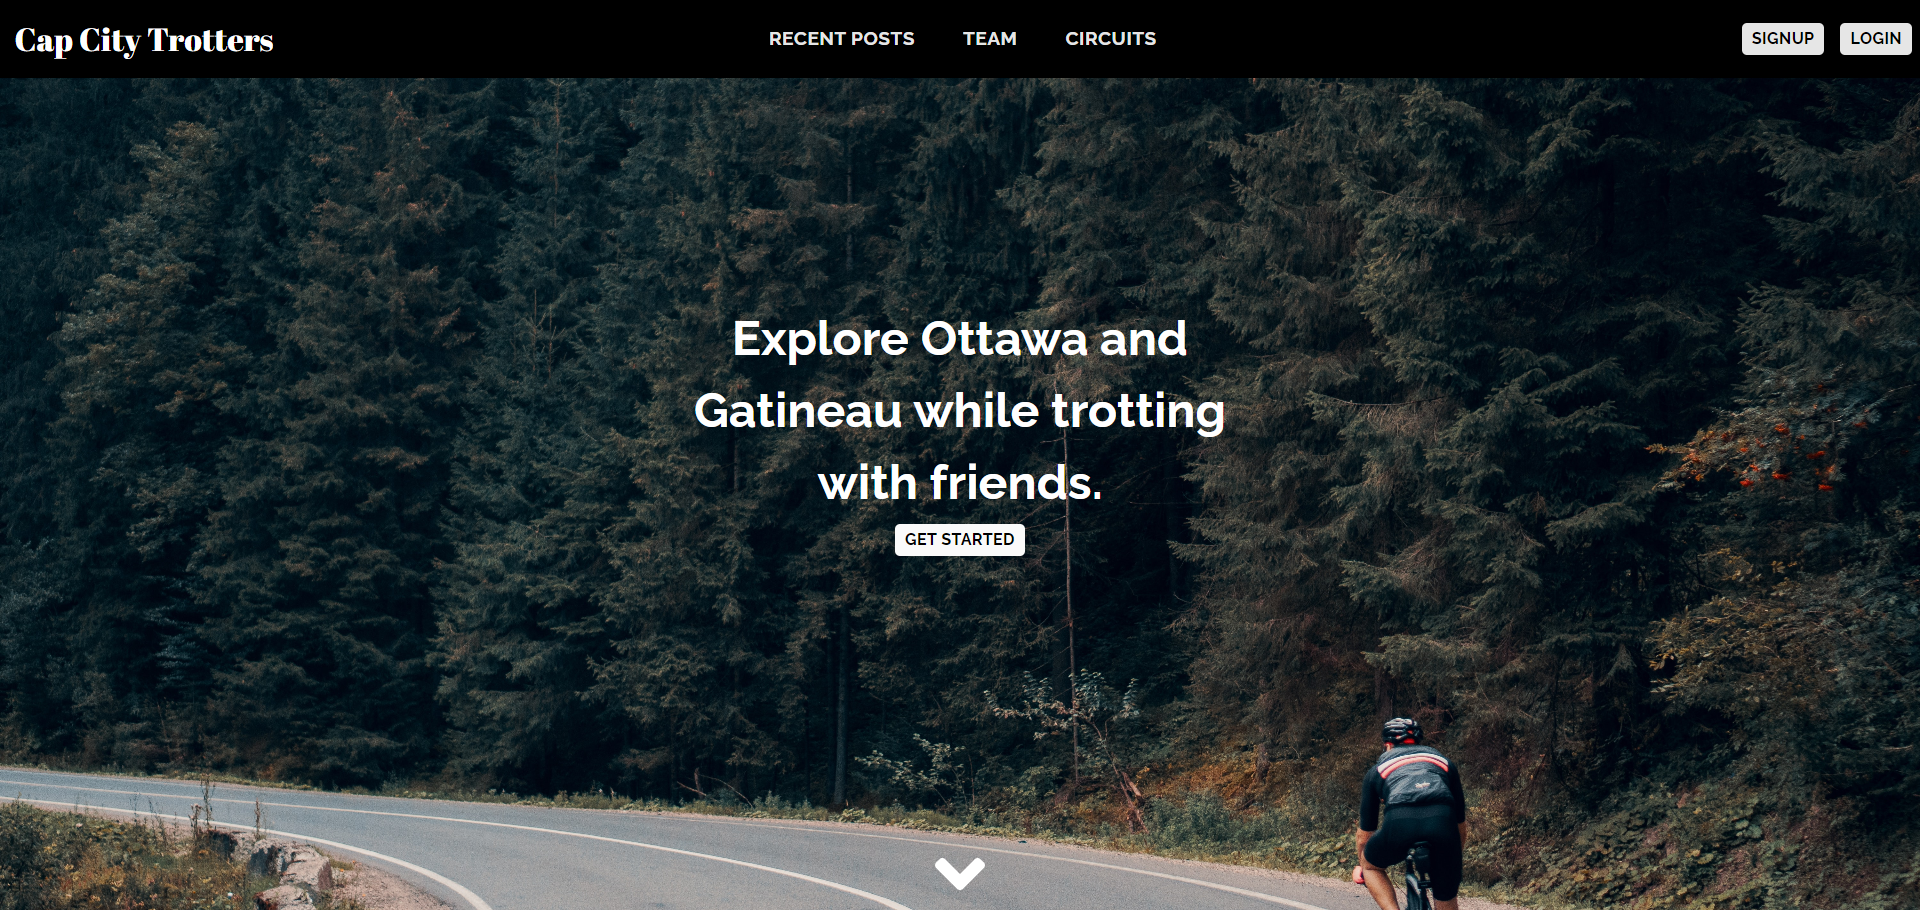 Cap City Trotters
RECENT POSTS
TEAM
CIRCUITS
SIGNUP
LOGIN
Explore Ottawa and
Gatineau while trotting
with friends.
GET STARTED